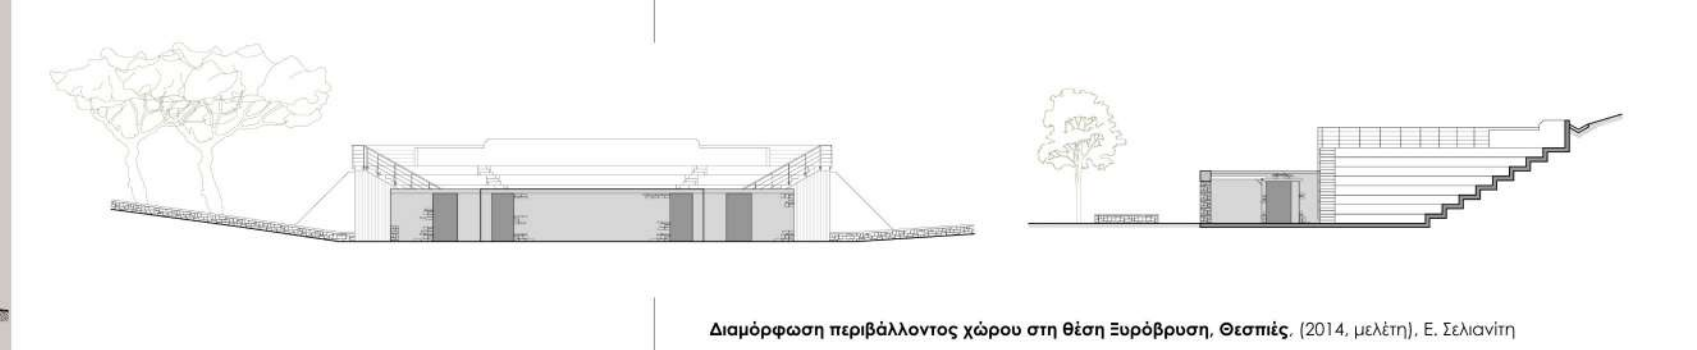 Διαμόρφωση περιβάλλοντος χώρου στη θέση Ξυρόβρυση, Θεσπιές, (2014, μελέτη), Ε. Σελιανίτη